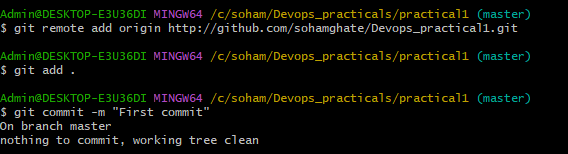 Admin@DESKTOP-E3U36DI MINGW64 /c/soham/Devops_practicals/practical1 (master)
$ git remote add origin http://github.com/sohamghate/Devops_practical1.git
Admin@DESKTOP-E3U36DI MINGW64 /c/soham/Devops_practicals/practical1 (master)
$ git add .
Admin@DESKTOP-E3U36DI MINGW64 /c/soham/Devops_practicals/practical1 (master)
$ git commit -m "First commit"
On branch master
nothing to commit, working tree clean